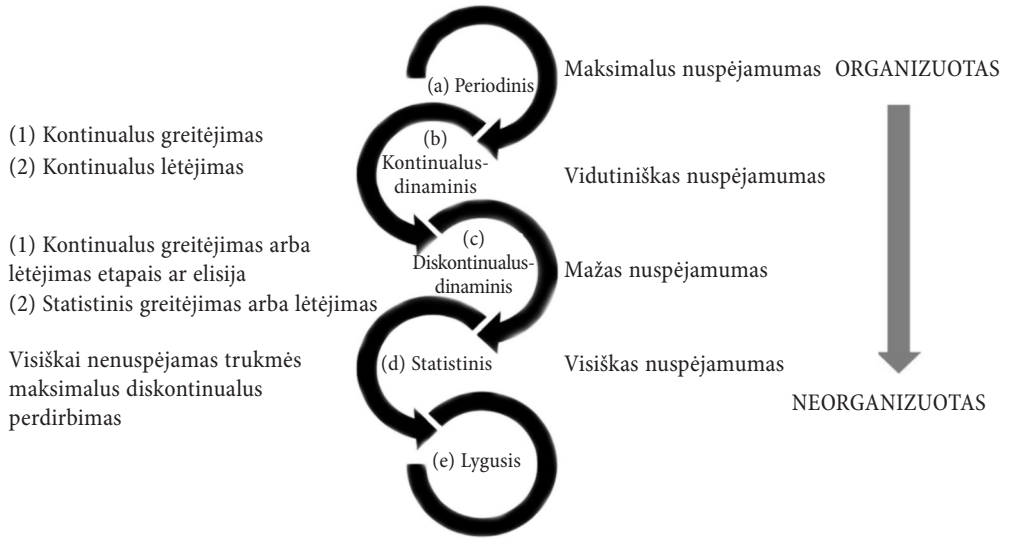 (a) Periodinis
Maksimalus nuspėjamumas
ORGANIZUOTAS
(1) Kontinualus greitėjimas
(2) Kontinualus lėtėjimas
(b)
Kontinualus-
dinaminis
Vidutiniškas nuspėjamumas
(1) Kontinualus greitėjimas arba
lėtėjimas etapais ar elisija
(2) Statistinis greitėjimas arba lėtėjimas
(c)
Diskontinualus-
dinaminis
Mažas nuspėjamumas
Visiškai nenuspėjamas trukmės
maksimalus diskontinualus
perdirbimas
(d) Statistinis
Visiškas nuspėjamumas
NEORGANIZUOTAS
(e) Lygusis